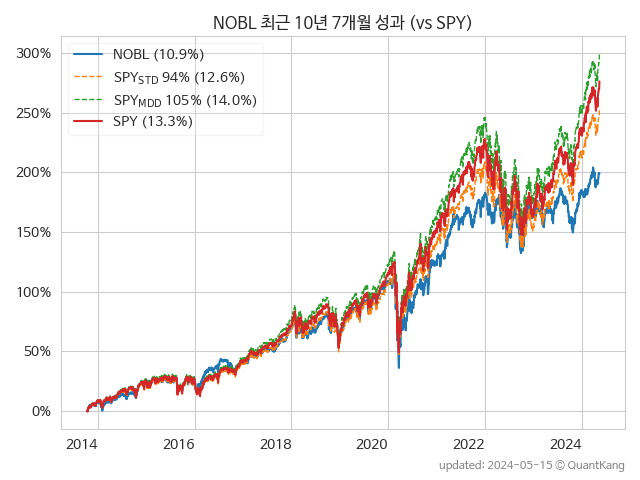 NOBL 최근 10년 7개월 성과 (vs SPY)
300%
250%
200%
150%
100%
50%
0%
NOBL (10.9%)
SPY_STD 94% (12.6%)
SPY_MDD 105% (14.0%)
SPY (13.3%)
2014 2016 2018 2020 2022 2024
updated: 2024-05-15 © QuantKang